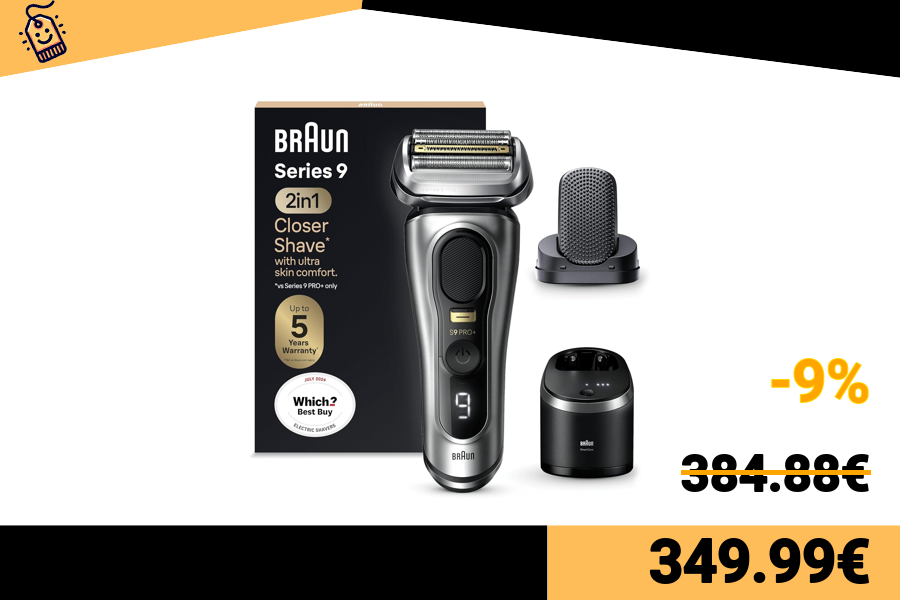 BRAUN
BRAUN
Series 9
2in1
Closer
Shave*
with ultra
skin comfort.
*vs Series 9 PRO+ only
Up to
5
Years
Warranty
JULY 2024
Which?
Best Buy
ELECTRIC SHAVERS
S9 PRO+
9
BRAUN
BRAUN
-9%
384.88€
349.99€